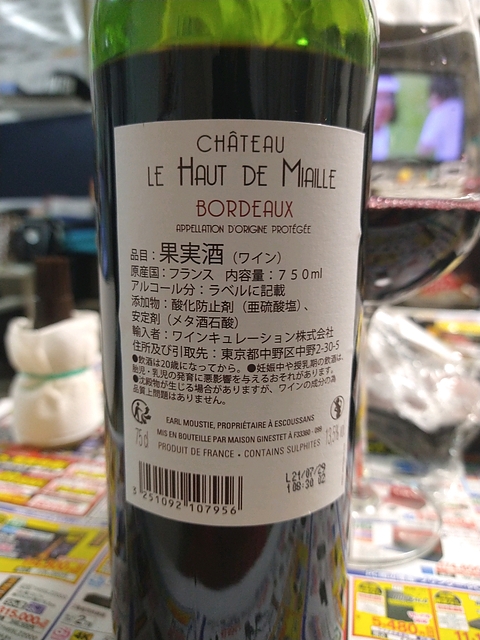 CHÂTEAU
LE HAUT DE MIAILLE
BORDEAUX
APPELLATION D'ORIGINE PROTÉGÉE
品目：果実酒（ワイン）
原産国：フランス 内容量：７５０ml
アルコール分：ラベルに記載
添加物：酸化防止剤（亜硫酸塩）、
安定剤（メタ酒石酸）
輸入者：ワインキュレーション株式会社
住所及び引取先：東京都中野区中野2-30-5
●飲酒は20歳になってから。●妊娠中や授乳期の飲酒は、
胎児・乳児の発育に悪影響を与えるおそれがあります。
●沈殿物が生じる場合がありますが、ワインの成分の為
品質上問題はありません。
EARL MOUSTIE, PROPRIÉTAIRE À ESCOUSSANS
75cl MIS EN BOUTEILLE PAR MAISON GINESTET À F33360 - 099 13,5%
PRODUIT DE FRANCE • CONTAINS SULPHITES
3 251092 107956
5,480